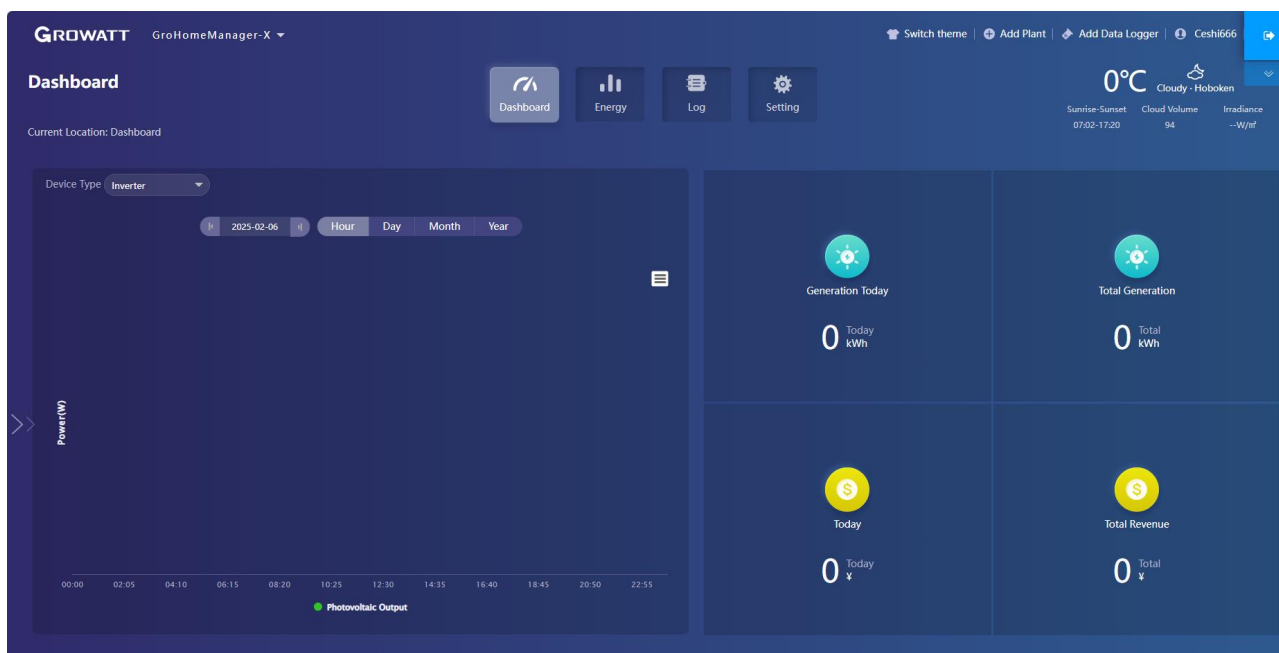 GROWATT GroHomeManager-X
Switch theme | Add Plant | Add Data Logger | Ceshi666
Dashboard
Dashboard
Energy
Log
Setting
0°C Cloudy · Hoboken
Sunrise-Sunset Cloud Volume Irradiance
07:02-17:20 94 --W/㎡
Current Location: Dashboard
Device Type Inverter
2025-02-06 Hour Day Month Year
Power(W)
00:00 02:05 04:10 06:15 08:20 10:25 12:30 14:35 16:40 18:45 20:50 22:55
Photovoltaic Output
Generation Today
0 Today
kWh
Total Generation
0 Total
kWh
Today
0 Today
¥
Total Revenue
0 Total
¥